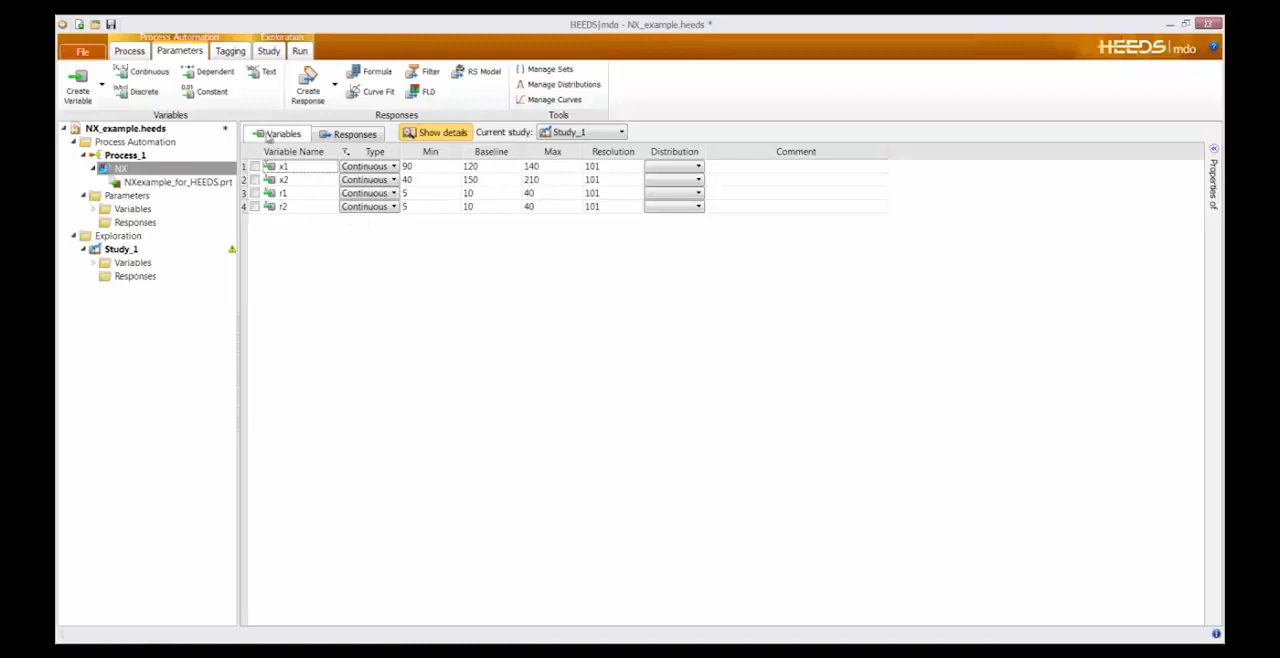 HEEDS|mdo - NX_example.heeds *
Process Automation Exploration
File Process Parameters Tagging Study Run
HEEDS|mdo
Create Variable
Continuous Dependent Text
Discrete Constant
Create Response
Formula Filter RS Model
Curve Fit FLD
Manage Sets
Manage Distributions
Manage Curves
Variables Responses Tools
NX_example.heeds *
Process Automation
Process_1
NX
NXexample_for_HEEDS.prt
Parameters
Variables
Responses
Exploration
Study_1
Variables
Responses
Variables Responses Show details Current study: Study_1
Variable Name Type Min Baseline Max Resolution Distribution Comment
1 x1 Continuous 90 120 140 101
2 x2 Continuous 40 150 210 101
3 r1 Continuous 5 10 40 101
4 r2 Continuous 5 10 40 101
Properties of